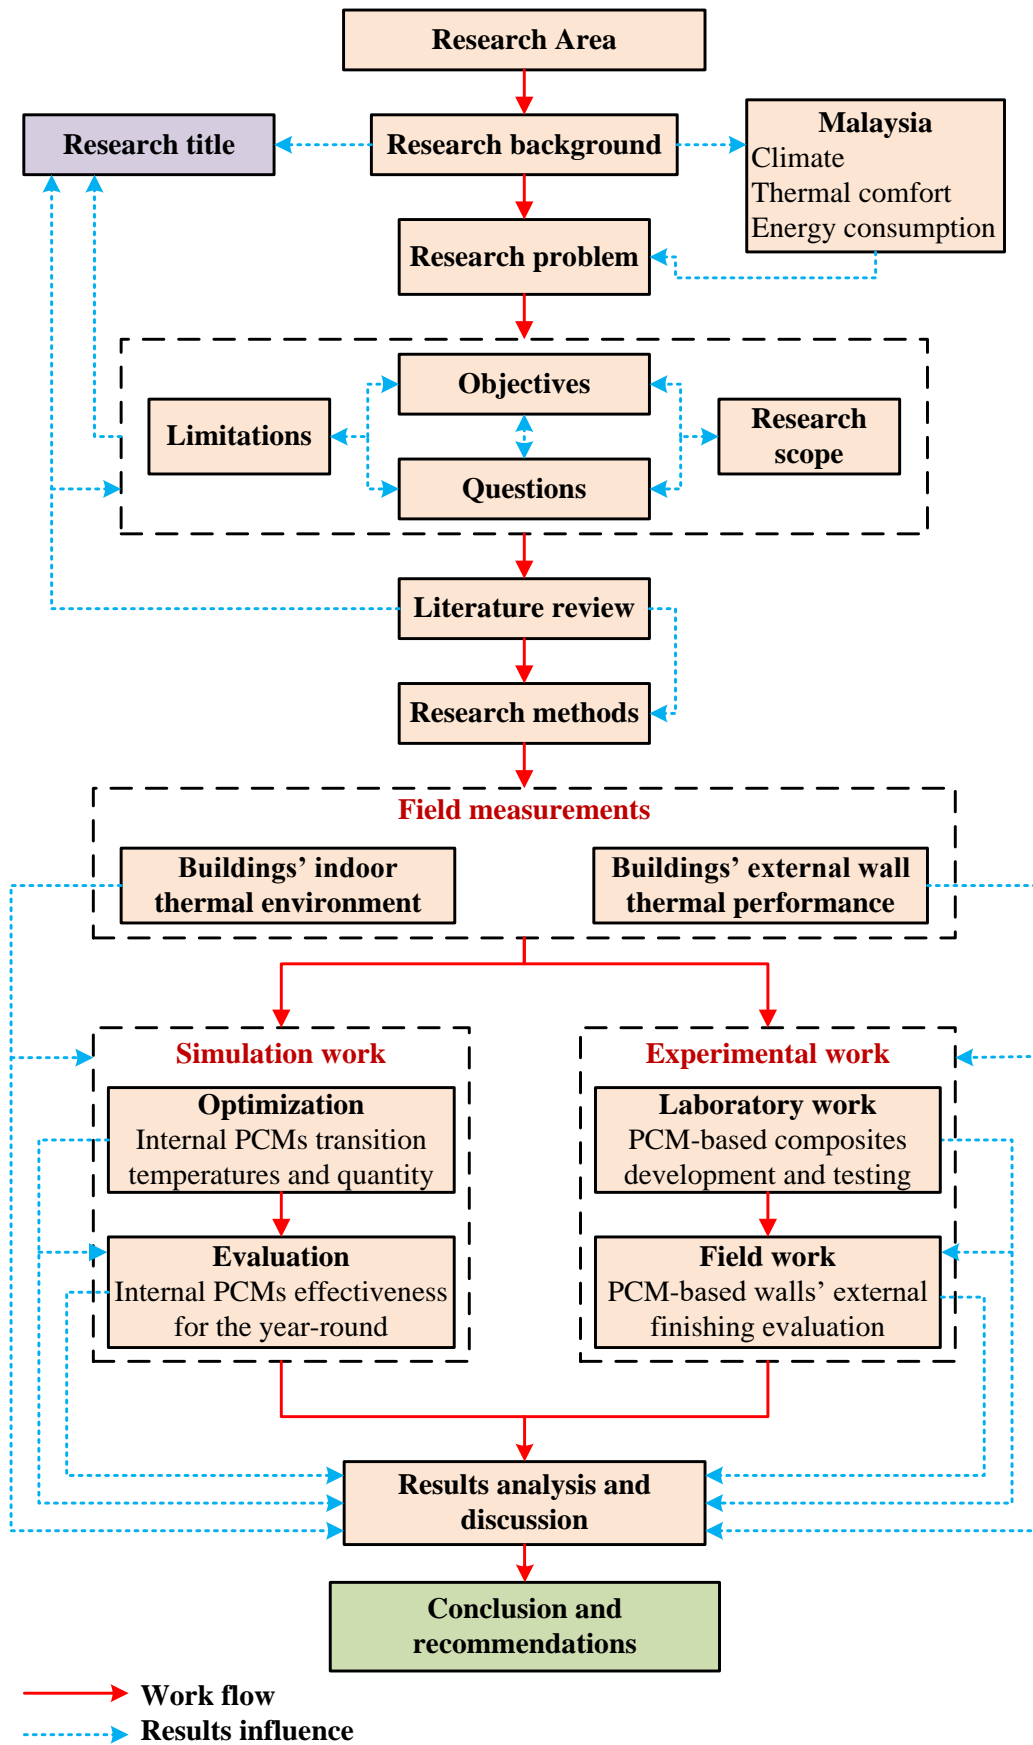 Research Area
Research title
Research background
Malaysia
Climate
Thermal comfort
Energy consumption
Research problem
Objectives
Limitations
Research
scope
Questions
Literature review
Research methods
Field measurements
Buildings’ indoor
thermal environment
Buildings’ external wall
thermal performance
Simulation work
Optimization
Internal PCMs transition
temperatures and quantity
Evaluation
Internal PCMs effectiveness
for the year-round
Experimental work
Laboratory work
PCM-based composites
development and testing
Field work
PCM-based walls’ external
finishing evaluation
Results analysis and
discussion
Conclusion and
recommendations
Work flow
Results influence